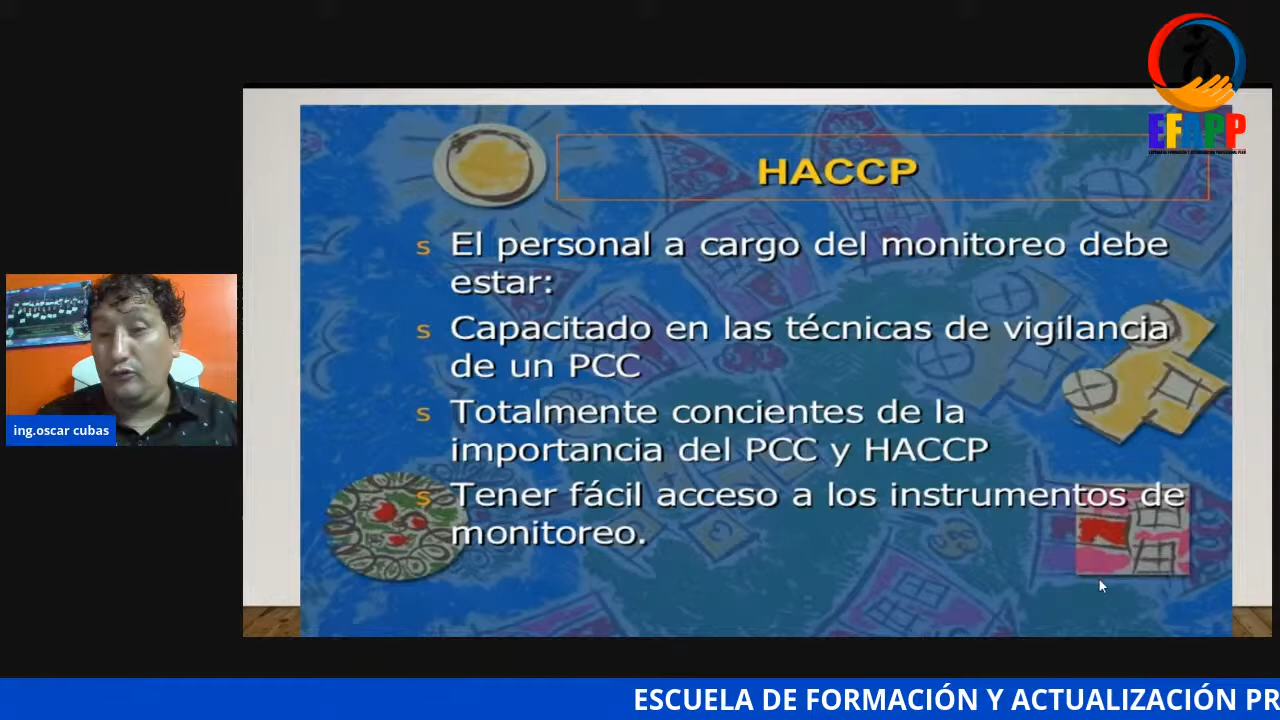 EFAPP
HACCP
s El personal a cargo del monitoreo debe
estar:
s Capacitado en las técnicas de vigilancia
de un PCC
s Totalmente concientes de la
importancia del PCC y HACCP
s Tener fácil acceso a los instrumentos de
monitoreo.
ing.oscar cubas
ESCUELA DE FORMACIÓN Y ACTUALIZACIÓN PR